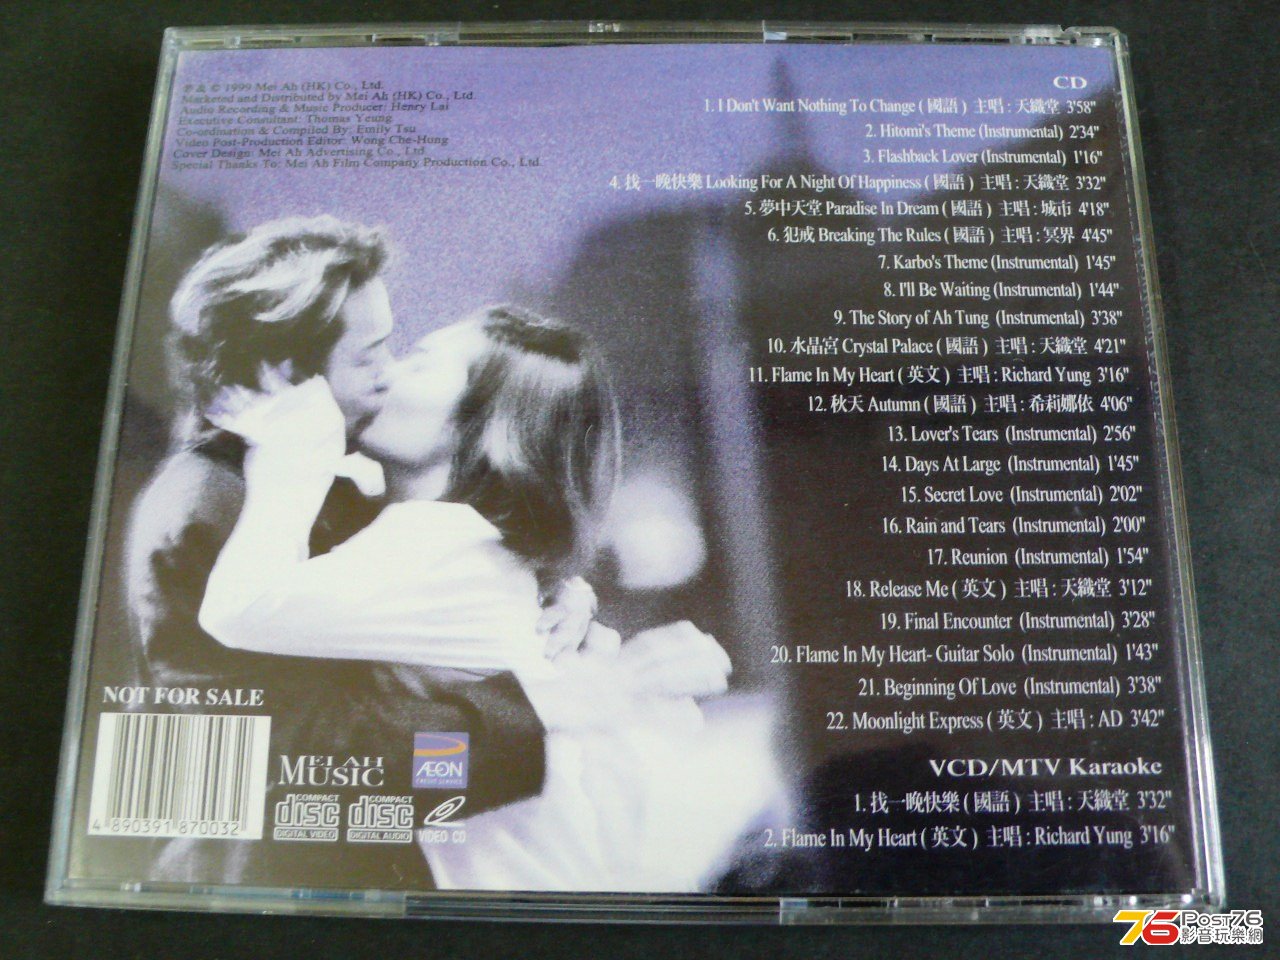 ℗ & © 1999 Mei Ah (HK) Co., Ltd.
Marketed and Distributed by Mei Ah (HK) Co., Ltd.
Audio Recording & Music Producer: Henry Lai
Executive Consultant: Thomas Yeung
Co-ordination & Compiled By: Emily Tsu
Video Post-Production Editor: Wong Che-Hung
Cover Design: Mei Ah Advertising Co., Ltd.
Special Thanks To: Mei Ah Film Company Production Co., Ltd.
CD
1. I Don't Want Nothing To Change ( 國語 ) 主唱 : 天織堂 3'58"
2. Hitomi's Theme (Instrumental) 2'34"
3. Flashback Lover (Instrumental) 1'16"
4. 找一晚快樂 Looking For A Night Of Happiness ( 國語 ) 主唱 : 天織堂 3'32"
5. 夢中天堂 Paradise In Dream ( 國語 ) 主唱 : 城市 4'18"
6. 犯戒 Breaking The Rules ( 國語 ) 主唱 : 冥界 4'45"
7. Karbo's Theme (Instrumental) 1'45"
8. I'll Be Waiting (Instrumental) 1'44"
9. The Story of Ah Tung (Instrumental) 3'38"
10. 水晶宮 Crystal Palace ( 國語 ) 主唱 : 天織堂 4'21"
11. Flame In My Heart ( 英文 ) 主唱 : Richard Yung 3'16"
12. 秋天 Autumn ( 國語 ) 主唱 : 希莉娜依 4'06"
13. Lover's Tears (Instrumental) 2'56"
14. Days At Large (Instrumental) 1'45"
15. Secret Love (Instrumental) 2'02"
16. Rain and Tears (Instrumental) 2'00"
17. Reunion (Instrumental) 1'54"
18. Release Me ( 英文 ) 主唱 : 天織堂 3'12"
19. Final Encounter (Instrumental) 3'28"
20. Flame In My Heart- Guitar Solo (Instrumental) 1'43"
21. Beginning Of Love (Instrumental) 3'38"
22. Moonlight Express ( 英文 ) 主唱 : AD 3'42"
VCD/MTV Karaoke
1. 找一晚快樂 ( 國語 ) 主唱 : 天織堂 3'32"
2. Flame In My Heart ( 英文 ) 主唱 : Richard Yung 3'16"
NOT FOR SALE
4 890391 870032
MEI AH
MUSIC
AEON
CREDIT SERVICE
COMPACT
disc
DIGITAL VIDEO
COMPACT
disc
DIGITAL AUDIO
VIDEO CD
76 POST76
影音玩樂網